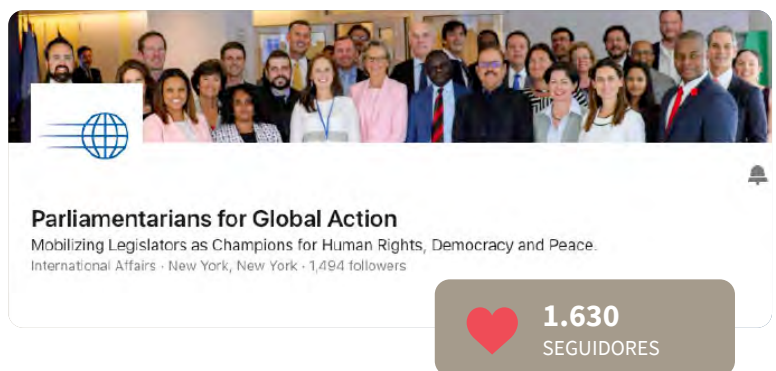 Parliamentarians for Global Action
Mobilizing Legislators as Champions for Human Rights, Democracy and Peace.
International Affairs · New York, New York · 1,494 followers
1.630
SEGUIDORES